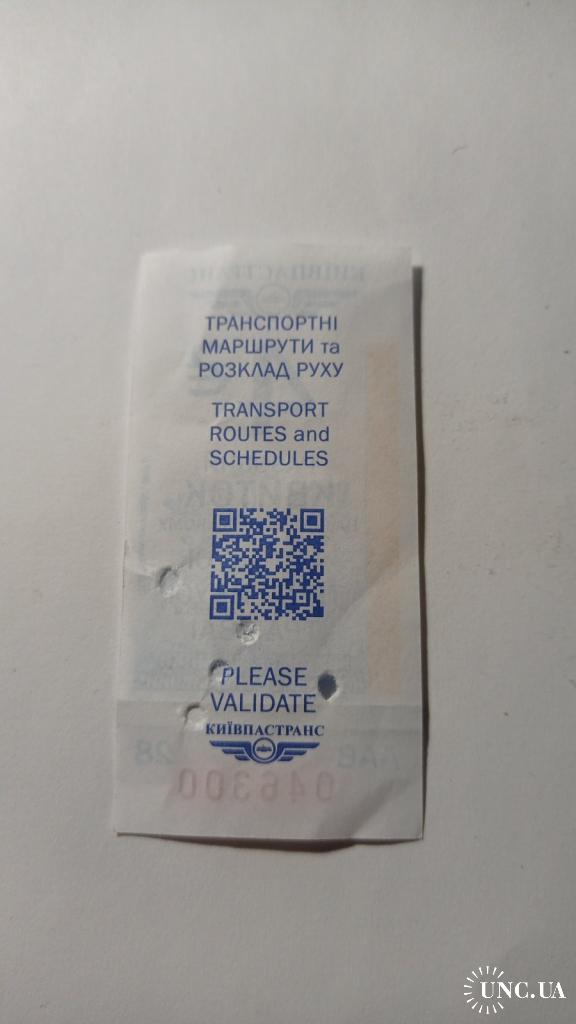 ТРАНСПОРТНІ
МАРШРУТИ та
РОЗКЛАД РУХУ
TRANSPORT
ROUTES and
SCHEDULES
PLEASE
VALIDATE
КИЇВПАСТРАНС
046300
UNC.UA